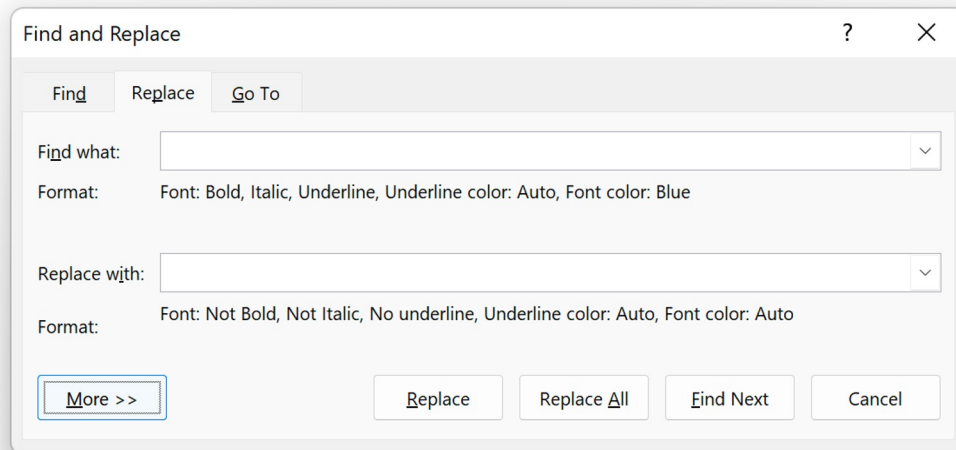 Find and Replace ?
Find Replace Go To
Find what:
Format: Font: Bold, Italic, Underline, Underline color: Auto, Font color: Blue
Replace with:
Format: Font: Not Bold, Not Italic, No underline, Underline color: Auto, Font color: Auto
More >> Replace Replace All Find Next Cancel